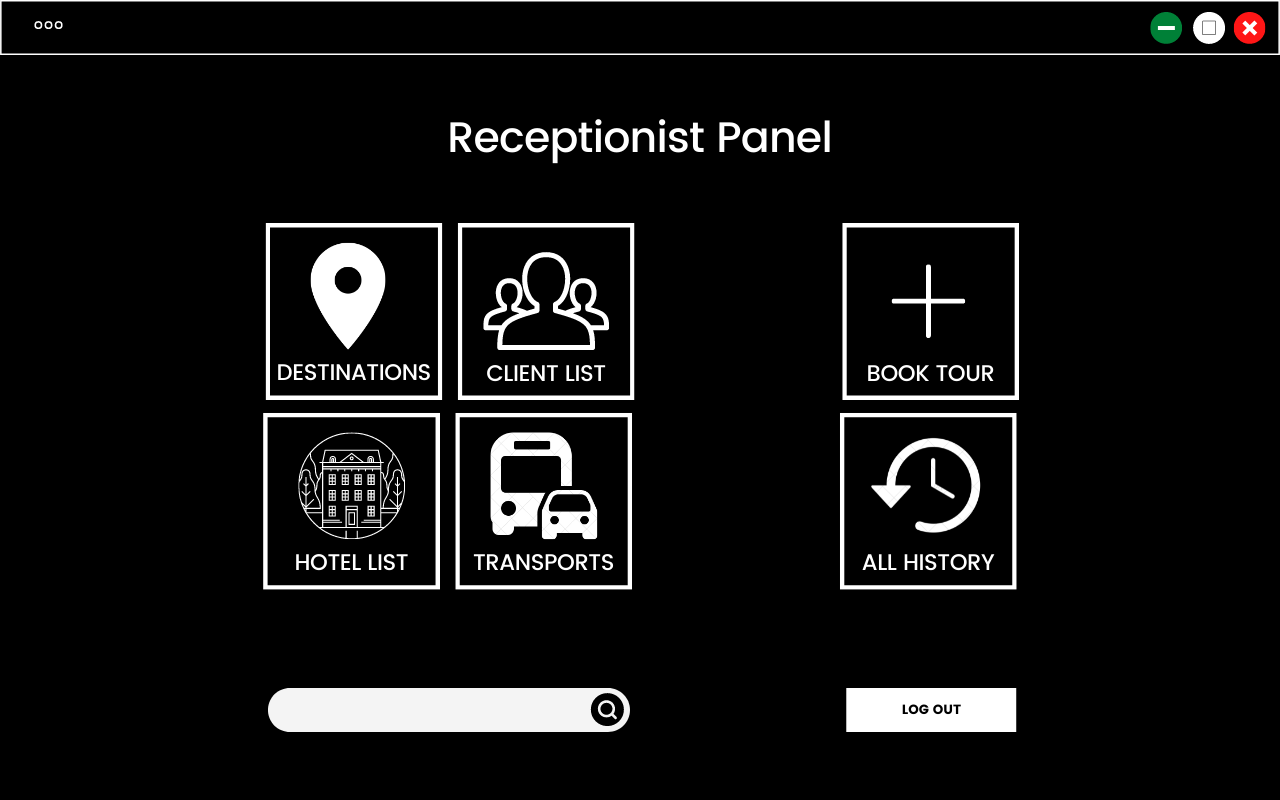 Receptionist Panel
DESTINATIONS
CLIENT LIST
BOOK TOUR
HOTEL LIST
TRANSPORTS
ALL HISTORY
LOG OUT